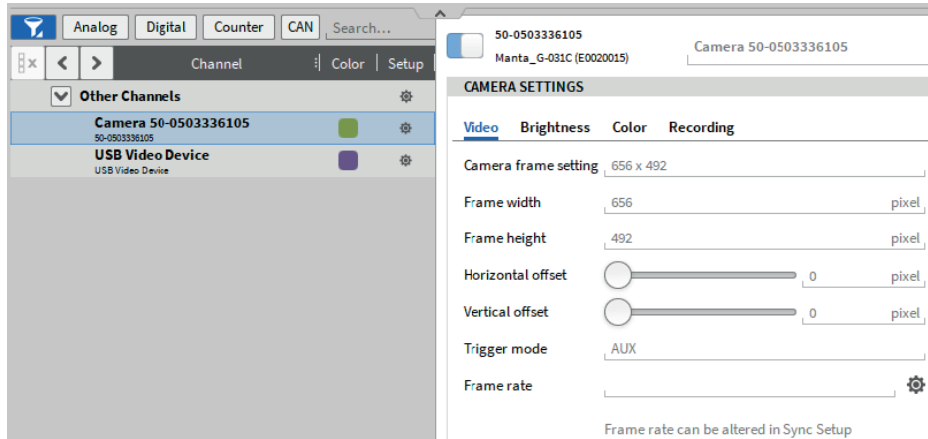 Analog Digital Counter CAN Search...
Channel Color Setup
Other Channels
Camera 50-0503336105
50-0503336105
USB Video Device
USB Video Device
50-0503336105
Manta_G-031C (E0020015)
Camera 50-0503336105
CAMERA SETTINGS
Video Brightness Color Recording
Camera frame setting 656 x 492
Frame width 656 pixel
Frame height 492 pixel
Horizontal offset 0 pixel
Vertical offset 0 pixel
Trigger mode AUX
Frame rate
Frame rate can be altered in Sync Setup